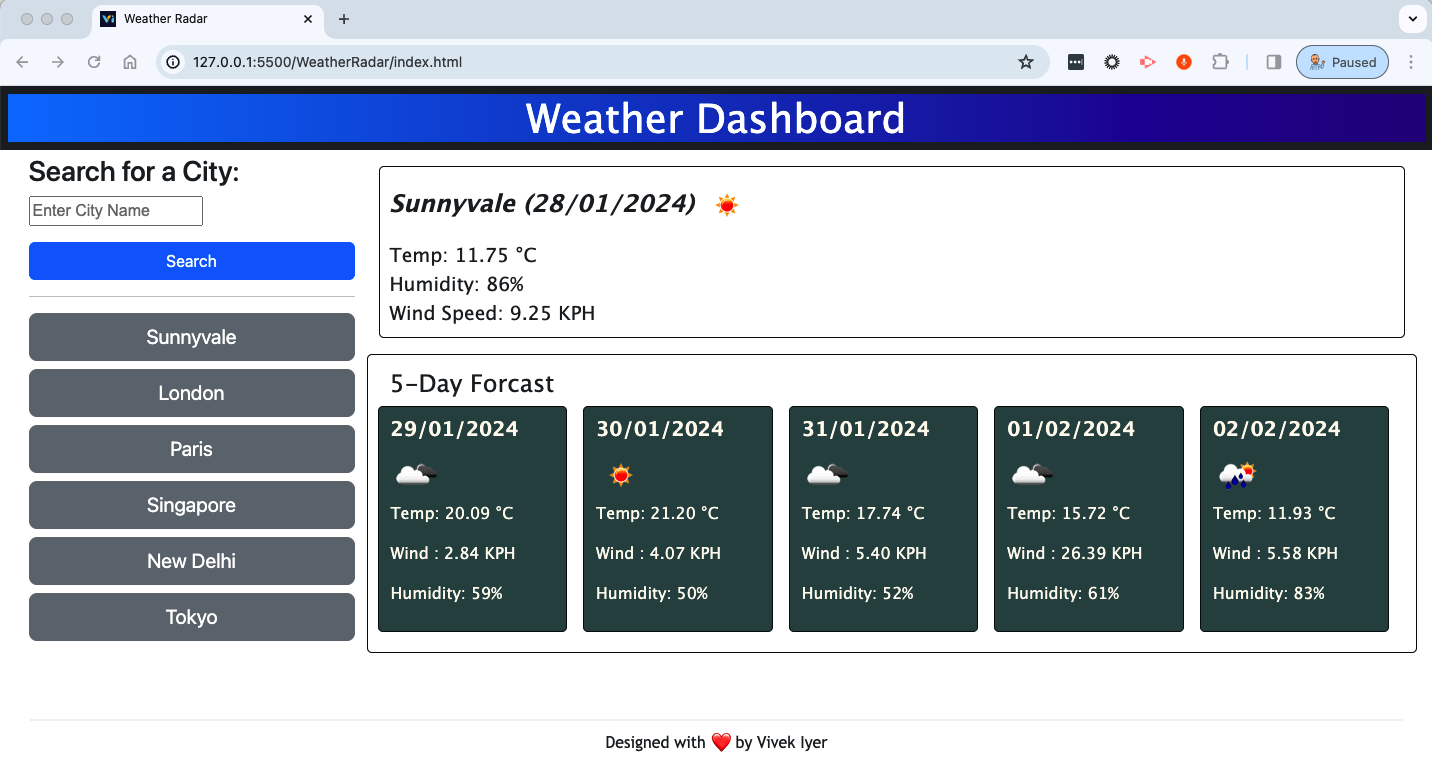 Weather Radar
127.0.0.1:5500/WeatherRadar/index.html
Paused
Weather Dashboard
Search for a City:
Enter City Name
Search
Sunnyvale
London
Paris
Singapore
New Delhi
Tokyo
Sunnyvale (28/01/2024)
Temp: 11.75 °C
Humidity: 86%
Wind Speed: 9.25 KPH
5-Day Forcast
29/01/2024
Temp: 20.09 °C
Wind : 2.84 KPH
Humidity: 59%
30/01/2024
Temp: 21.20 °C
Wind : 4.07 KPH
Humidity: 50%
31/01/2024
Temp: 17.74 °C
Wind : 5.40 KPH
Humidity: 52%
01/02/2024
Temp: 15.72 °C
Wind : 26.39 KPH
Humidity: 61%
02/02/2024
Temp: 11.93 °C
Wind : 5.58 KPH
Humidity: 83%
Designed with ❤️ by Vivek Iyer